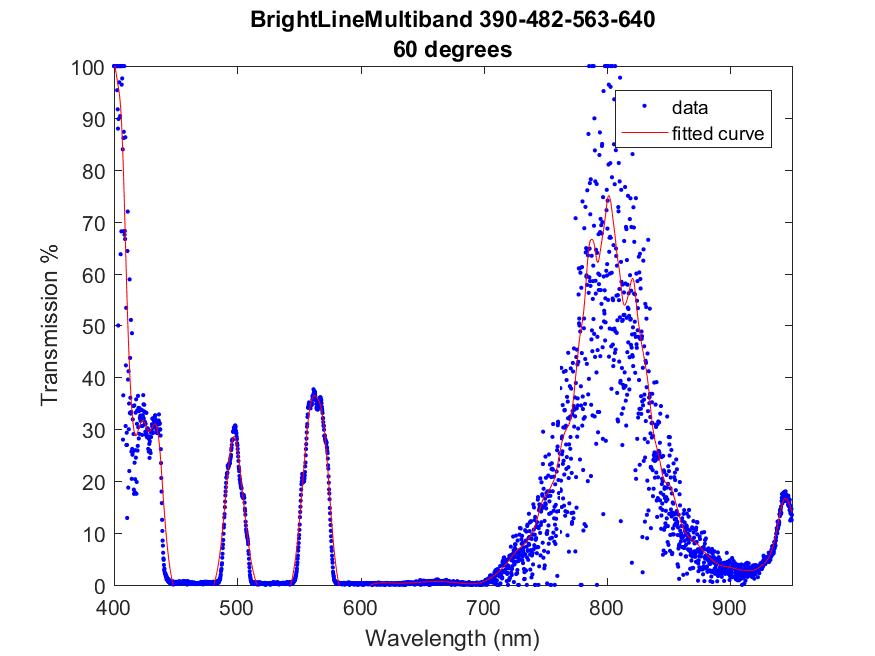 BrightLineMultiband 390-482-563-640
60 degrees
100
90
80
70
60
50
40
30
20
10
0
Transmission %
data
fitted curve
400 500 600 700 800 900
Wavelength (nm)